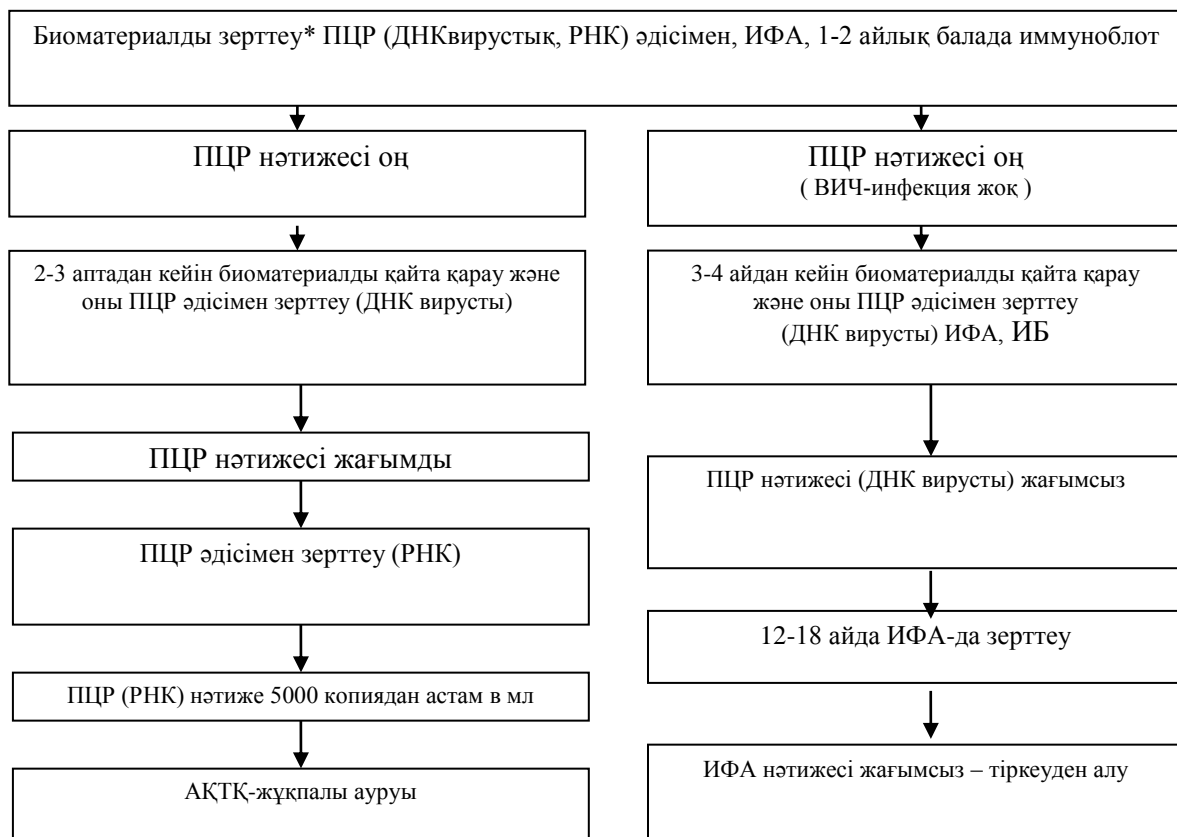 Биоматериалды зерттеу* ПЦР (ДНКвирустық, РНК) әдісімен, ИФА, 1-2 айлық балада иммуноблот
ПЦР нәтижесі оң
2-3 аптадан кейін биоматериалды қайта қарау және
оны ПЦР әдісімен зерттеу (ДНК вирусты)
ПЦР нәтижесі жағымды
ПЦР әдісімен зерттеу (РНК)
ПЦР (РНК) нәтиже 5000 копиядан астам в мл
АҚТҚ-жұқпалы ауруы
ПЦР нәтижесі оң
( ВИЧ-инфекция жоқ )
3-4 айдан кейін биоматериалды қайта қарау
және оны ПЦР әдісімен зерттеу
(ДНК вирусты) ИФА, ИБ
ПЦР нәтижесі (ДНК вирусты) жағымсыз
12-18 айда ИФА-да зерттеу
ИФА нәтижесі жағымсыз – тіркеуден алу